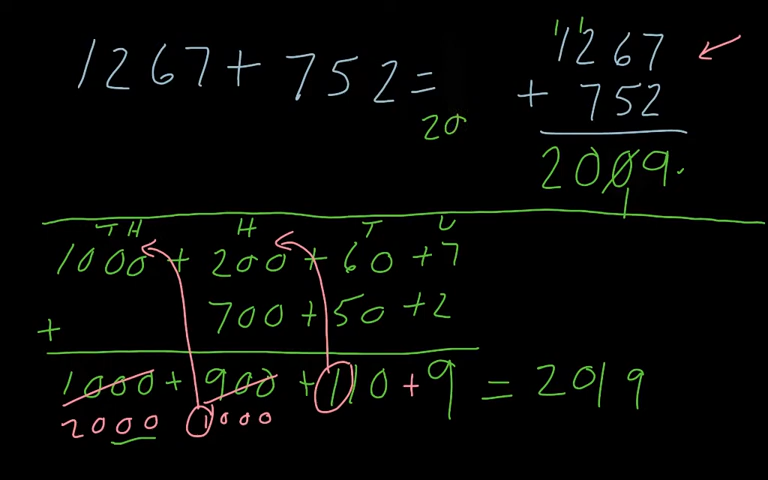 1267 + 752 =
20
1 1
1267
+ 752
2009.
1
TH H T U
1000 + 200 + 60 + 7
+ 700 + 50 + 2
1000 + 900 + 110 + 9 = 2019
2000 1000